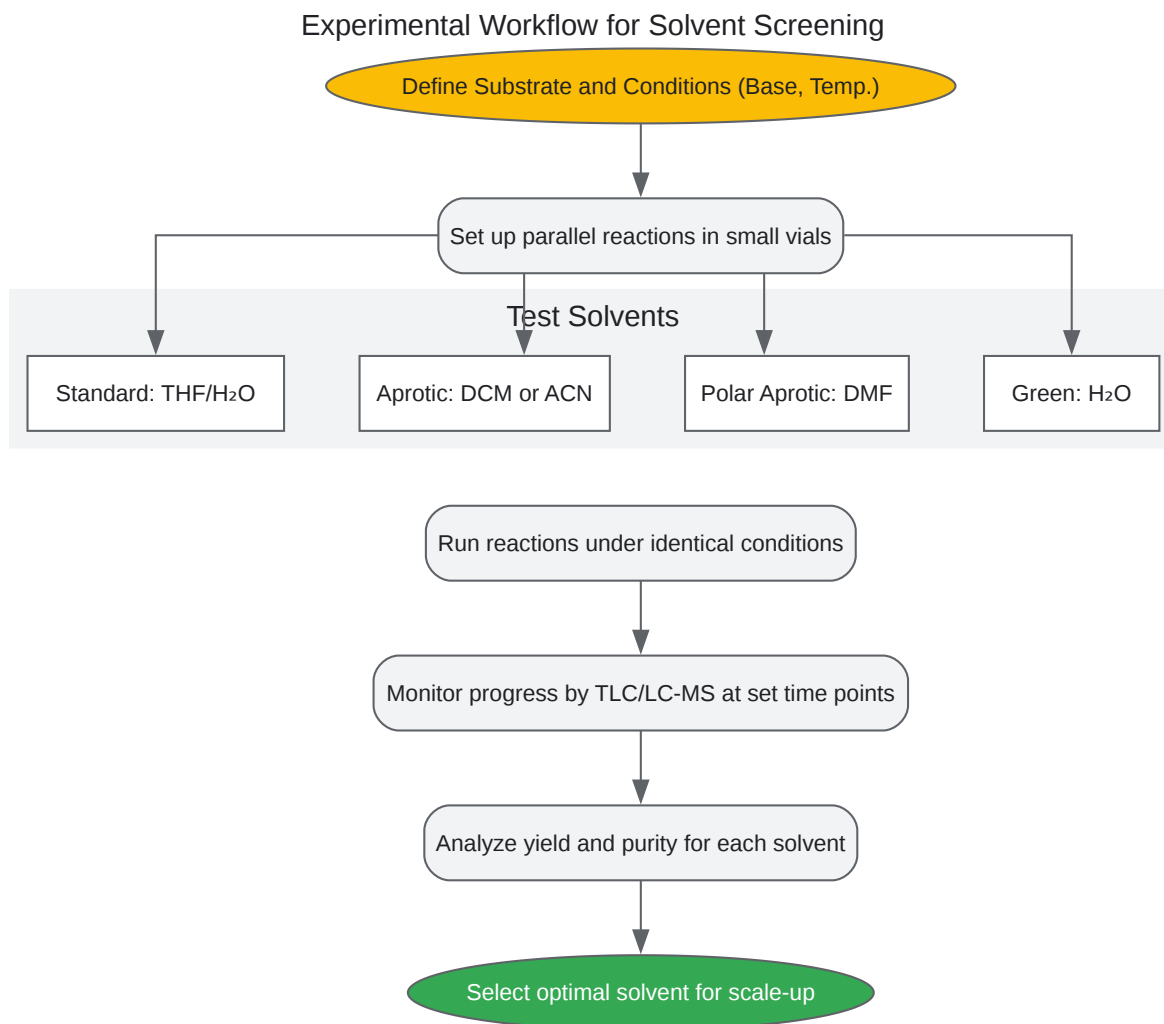 Experimental Workflow for Solvent Screening
Define Substrate and Conditions (Base, Temp.)
Set up parallel reactions in small vials
Test Solvents
Standard: THF/H₂O
Aprotic: DCM or ACN
Polar Aprotic: DMF
Green: H₂O
Run reactions under identical conditions
Monitor progress by TLC/LC-MS at set time points
Analyze yield and purity for each solvent
Select optimal solvent for scale-up